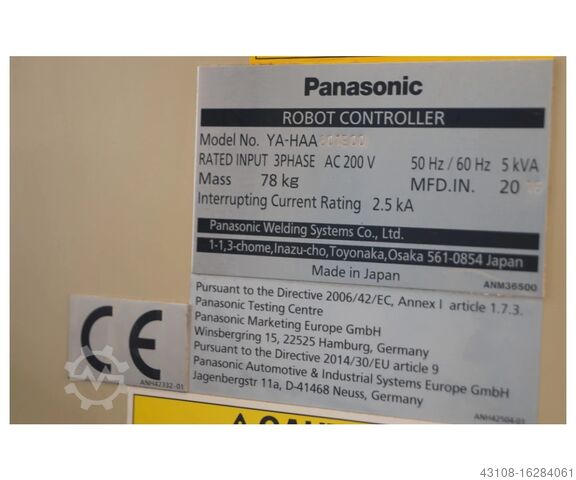 Panasonic
ROBOT CONTROLLER
Model No. YA-HAA
RATED INPUT 3PHASE AC 200 V 50 Hz / 60 Hz 5 kVA
Mass 78 kg MFD.IN. 20
Interrupting Current Rating 2.5 kA
Panasonic Welding Systems Co., Ltd.
1-1,3-chome,Inazu-cho,Toyonaka,Osaka 561-0854 Japan
Made in Japan
ANM36500
Pursuant to the Directive 2006/42/EC, Annex I article 1.7.3.
Panasonic Testing Centre
Panasonic Marketing Europe GmbH
Winsbergring 15, 22525 Hamburg, Germany
Pursuant to the Directive 2014/30/EU article 9
Panasonic Automotive & Industrial Systems Europe GmbH
Jagenbergstr 11a, D-41468 Neuss, Germany
ANH42504-01
CE
ANH42332-01
43108-16284061